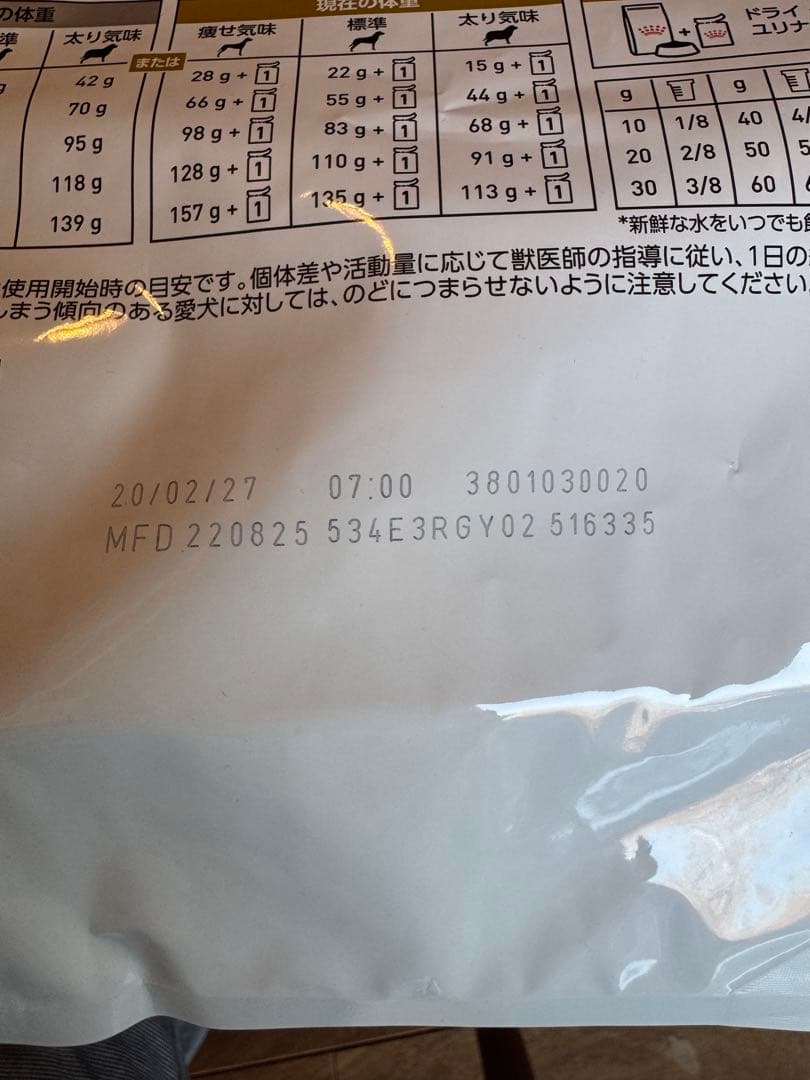 の体重 現在の体重
準 太り気味 痩せ気味 標準 太り気味 ドライ
または ユリナ
42 g 28 g + 1 22 g + 1 15 g + 1
70 g 66 g + 1 55 g + 1 44 g + 1 g g
95 g 98 g + 1 83 g + 1 68 g + 1 10 1/8 40 4/
118 g 128 g + 1 110 g + 1 91 g + 1 20 2/8 50 5
139 g 157 g + 1 135 g + 1 113 g + 1 30 3/8 60
*新鮮な水をいつでも
使用開始時の目安です。個体差や活動量に応じて獣医師の指導に従い、1日の
しまう傾向のある愛犬に対しては、のどにつまらせないように注意してください。
20/02/27 07:00 3801030020
MFD 220825 534E3RGY02 516335